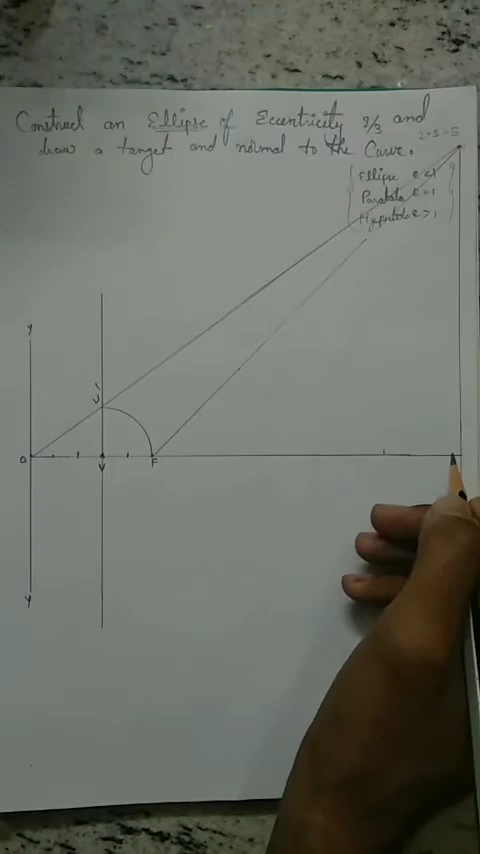 Construct an Ellipse of Eccentricity 2/3 and
draw a tanget and normal to the Curve.
2+3=5
Ellipse e<1
Parabola e=1
Hyperbola e>1
y
V'
O
V
F
y